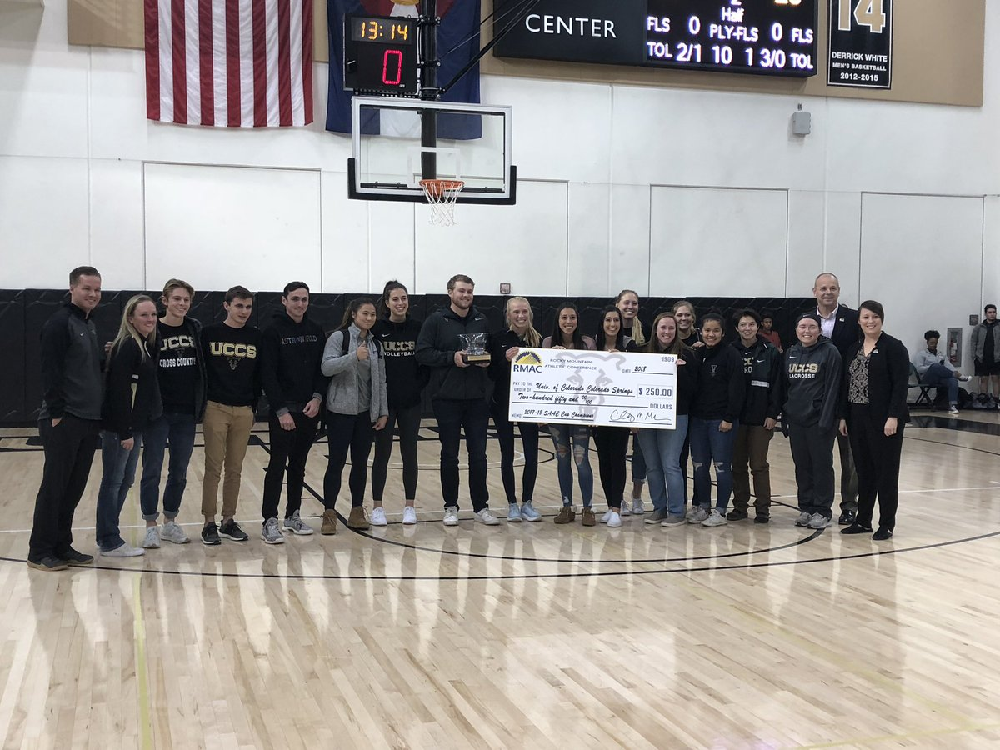 13:14
0
CENTER
Half
FLS 0 PLY-FLS 0 FLS
TOL 2/1 10 1 3/0 TOL
14
DERRICK WHITE
MEN'S BASKETBALL
2012-2015
UCCS
CROSS COUNTRY
UCCS
ASTROWORLD
UCCS
VOLLEYBALL
RMAC
ROCKY MOUNTAIN
ATHLETIC CONFERENCE
DATE 2018
1909
PAY TO THE
ORDER OF Univ. of Colorado Colorado Springs $ 250.00
Two-hundred fifty and 00/100 DOLLARS
MEMO 2017-18 SAAC Cup Champions
UCCS
LACROSSE